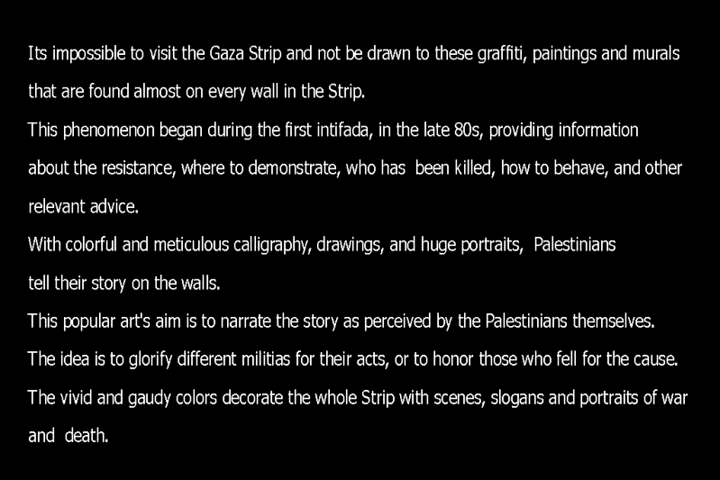 Its impossible to visit the Gaza Strip and not be drawn to these graffiti, paintings and murals
that are found almost on every wall in the Strip.
This phenomenon began during the first intifada, in the late 80s, providing information
about the resistance, where to demonstrate, who has  been killed, how to behave, and other
relevant advice.
With colorful and meticulous calligraphy, drawings, and huge portraits,  Palestinians
tell their story on the walls.
This popular art's aim is to narrate the story as perceived by the Palestinians themselves.
The idea is to glorify different militias for their acts, or to honor those who fell for the cause.
The vivid and gaudy colors decorate the whole Strip with scenes, slogans and portraits of war
and  death.